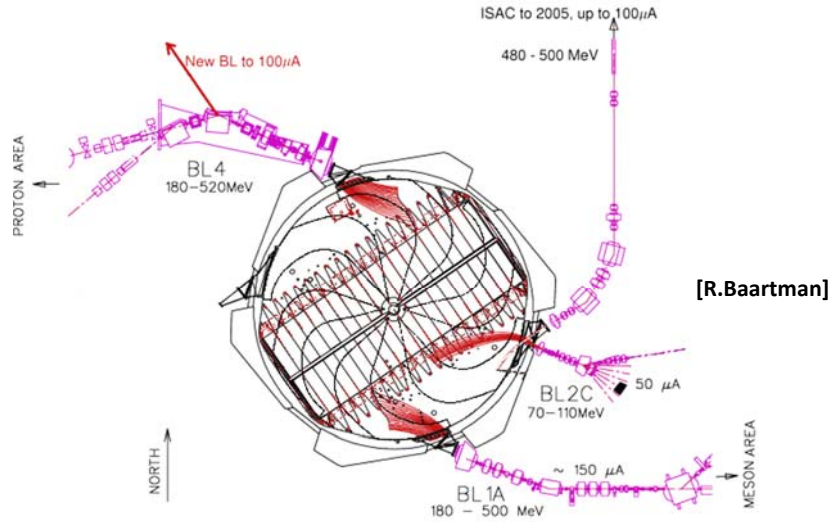 ISAC to 2005, up to 100μA
480 - 500 MeV
New BL to 100μA
BL4
180-520MeV
PROTON AREA
[R.Baartman]
BL2C
70-110MeV
50 μA
NORTH
~ 150 μA
BL1A
180 - 500 MeV
MESON AREA